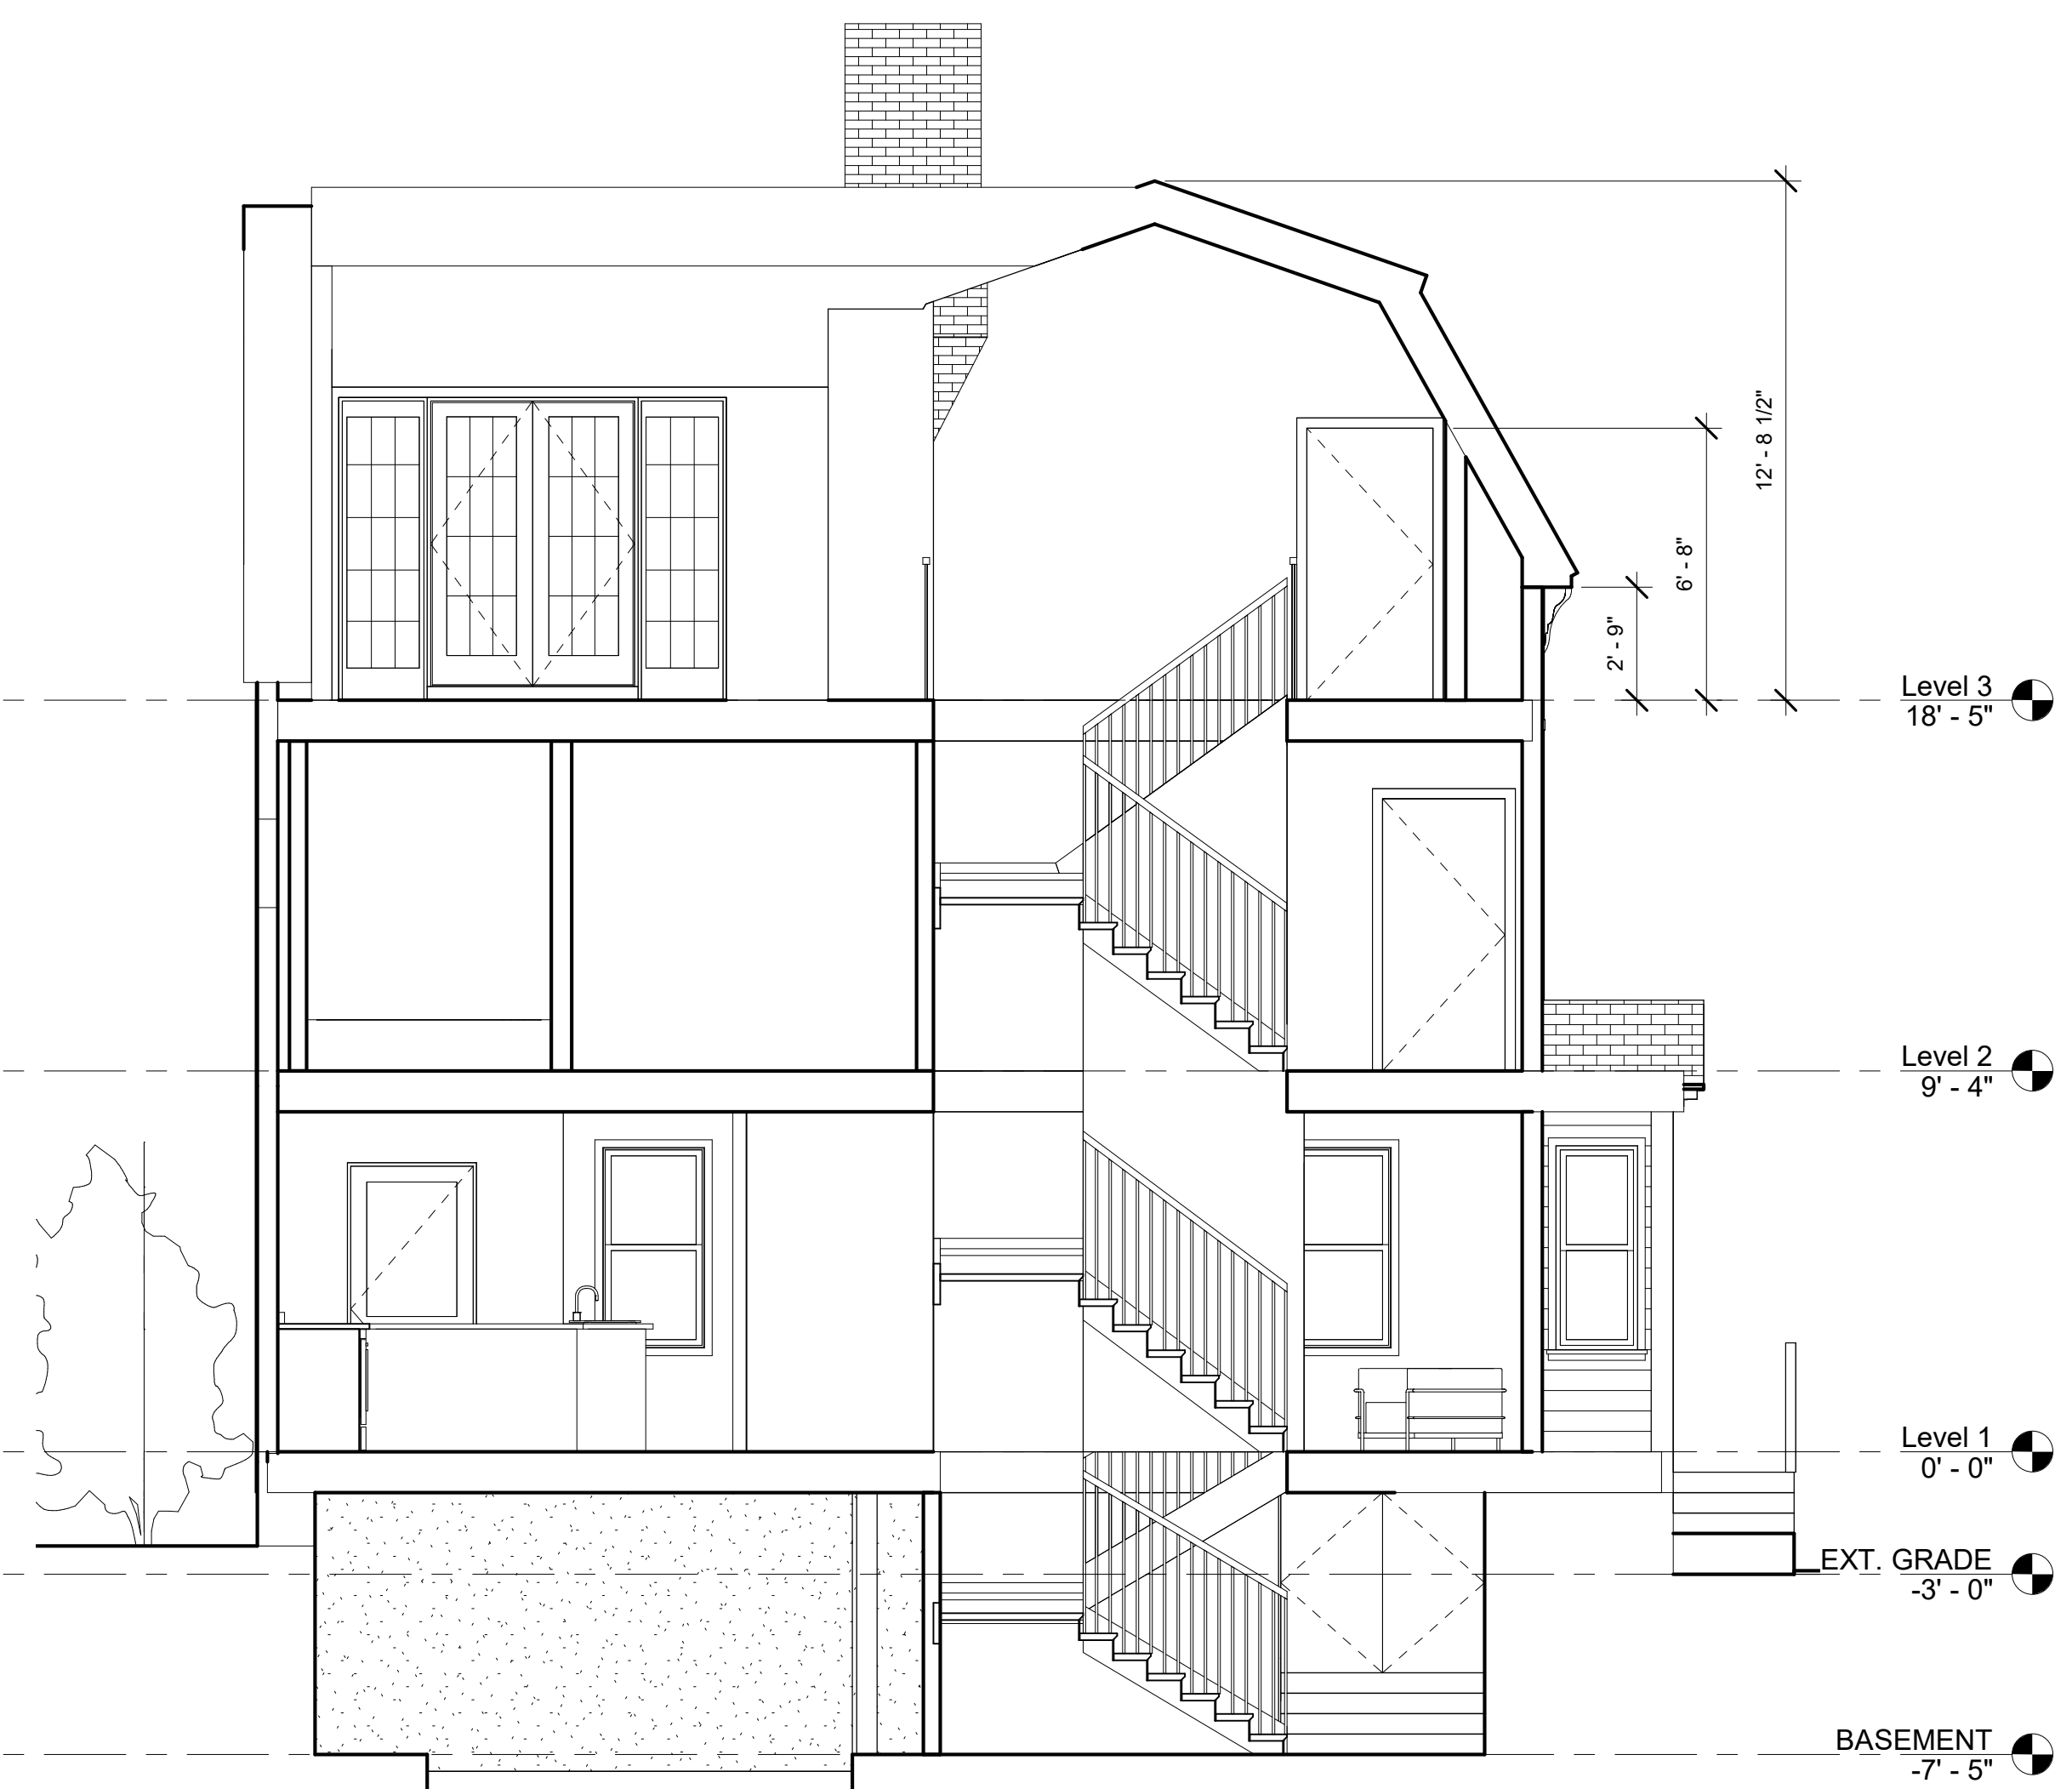 12' - 8 1/2"
6' - 8"
2' - 9"
Level 3
18' - 5"
Level 2
9' - 4"
Level 1
0' - 0"
EXT. GRADE
-3' - 0"
BASEMENT
-7' - 5"